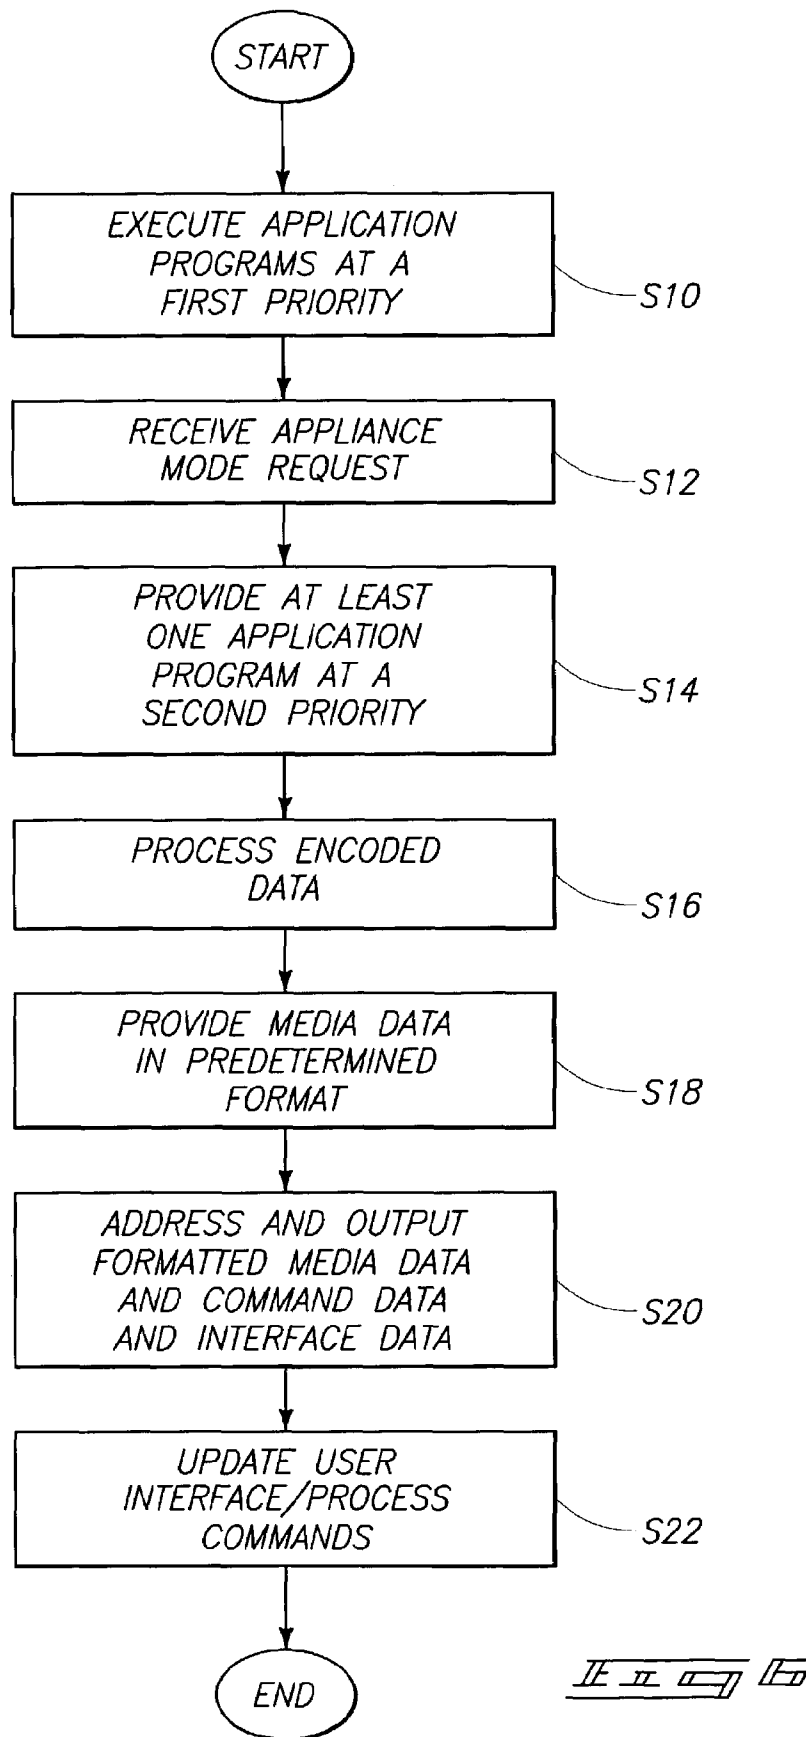 START
EXECUTE APPLICATION
PROGRAMS AT A
FIRST PRIORITY
S10
RECEIVE APPLIANCE
MODE REQUEST
S12
PROVIDE AT LEAST
ONE APPLICATION
PROGRAM AT A
SECOND PRIORITY
S14
PROCESS ENCODED
DATA
S16
PROVIDE MEDIA DATA
IN PREDETERMINED
FORMAT
S18
ADDRESS AND OUTPUT
FORMATTED MEDIA DATA
AND COMMAND DATA
AND INTERFACE DATA
S20
UPDATE USER
INTERFACE/PROCESS
COMMANDS
S22
END
Fig 6